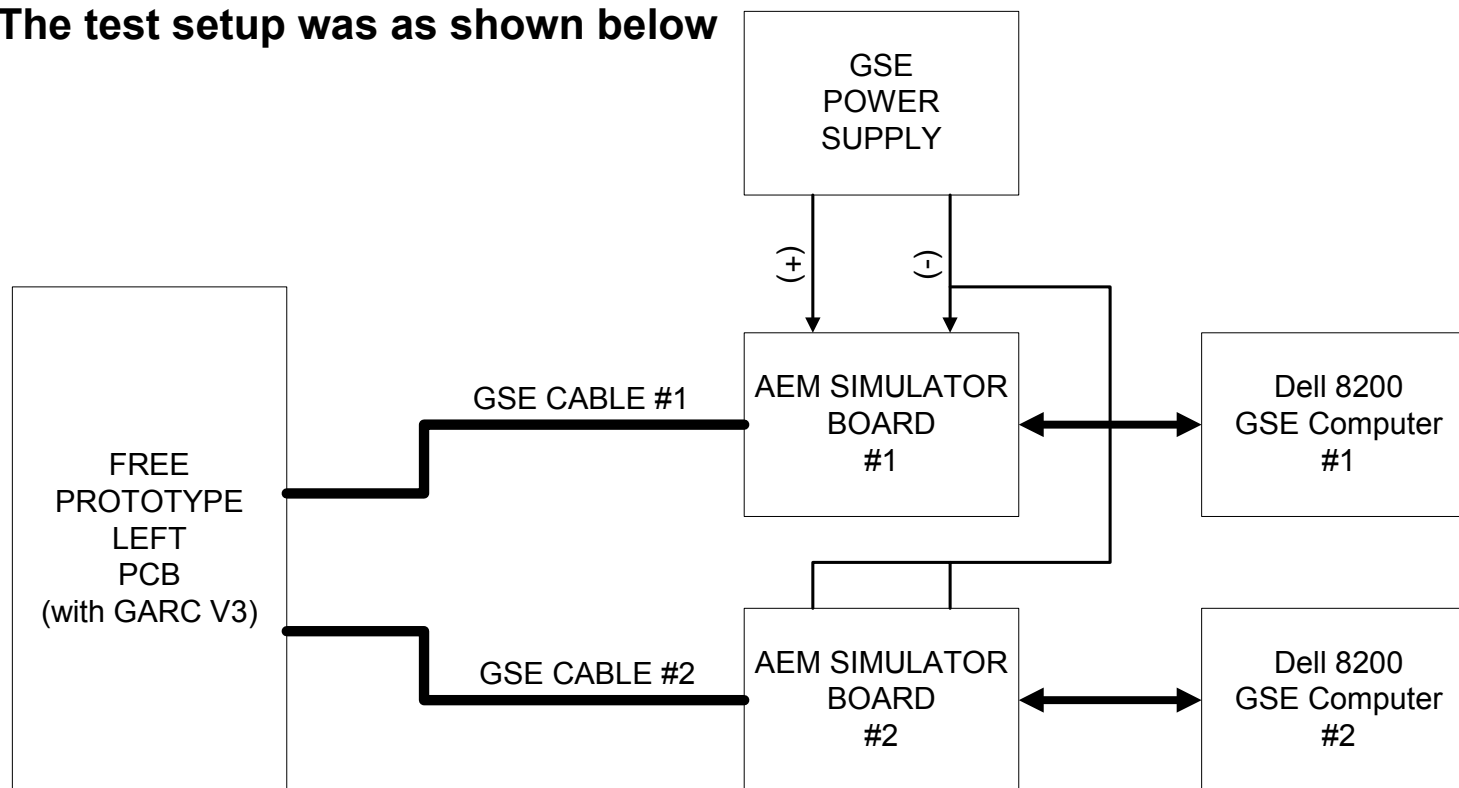 The test setup was as shown below
GSE
POWER
SUPPLY
(+)
(-)
GSE CABLE #1
AEM SIMULATOR
BOARD
#1
Dell 8200
GSE Computer
#1
FREE
PROTOTYPE
LEFT
PCB
(with GARC V3)
GSE CABLE #2
AEM SIMULATOR
BOARD
#2
Dell 8200
GSE Computer
#2